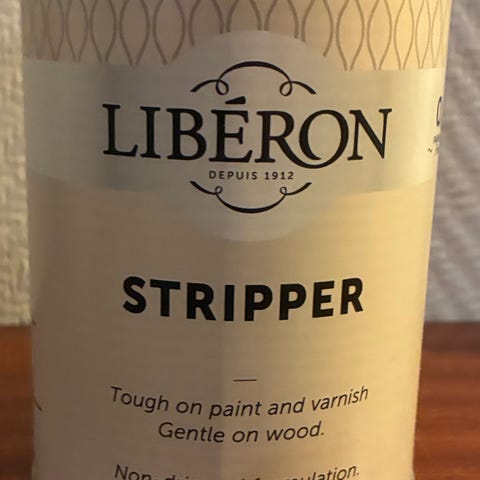 LIBÉRON
DEPUIS 1912
STRIPPER
Tough on paint and varnish
Gentle on wood.